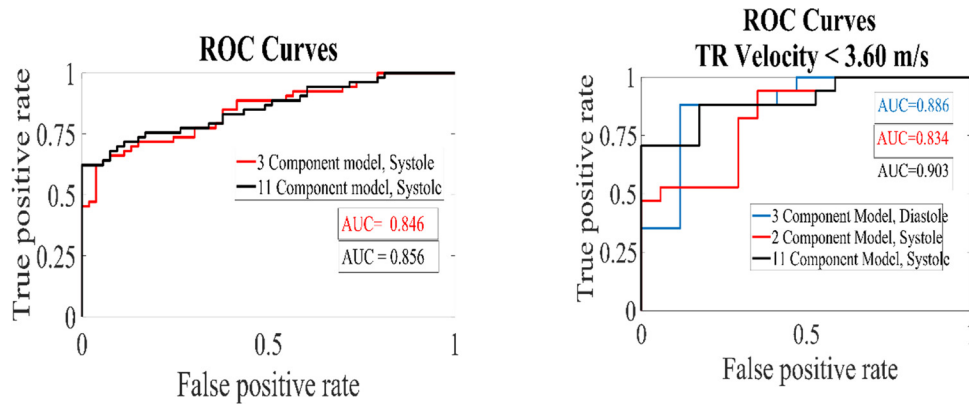 ROC Curves
True positive rate
1
0.75
0.5
0.25
0
3 Component model, Systole
11 Component model, Systole
AUC= 0.846
AUC = 0.856
0
0.5
1
False positive rate
ROC Curves
TR Velocity < 3.60 m/s
True positive rate
1
0.75
0.5
0.25
0
AUC=0.886
AUC=0.834
AUC=0.903
3 Component Model, Diastole
2 Component Model, Systole
11 Component Model, Systole
0
0.5
1
False positive rate